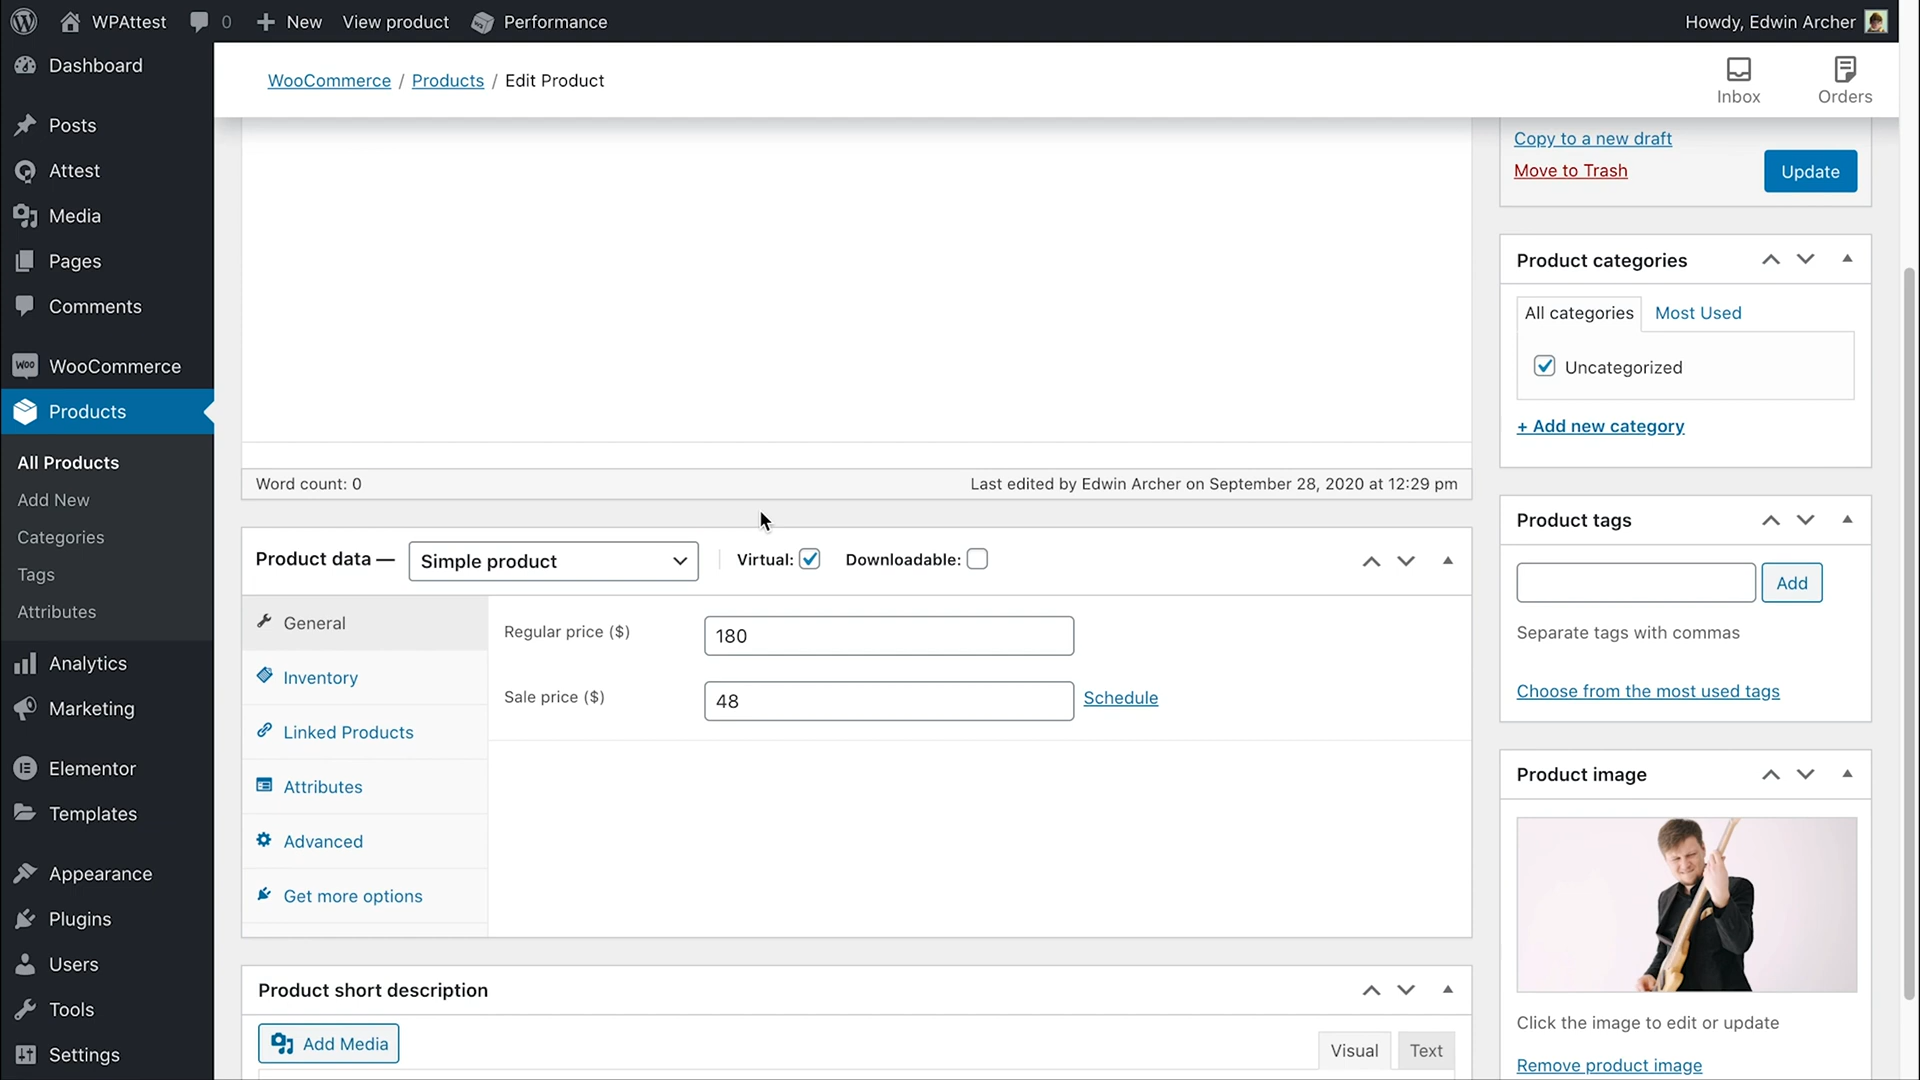 WPAttest
0
New
View product
Performance
Howdy, Edwin Archer
Dashboard
Posts
Attest
Media
Pages
Comments
WooCommerce
Products
All Products
Add New
Categories
Tags
Attributes
Analytics
Marketing
Elementor
Templates
Appearance
Plugins
Users
Tools
Settings
WooCommerce / Products / Edit Product
Inbox
Orders
Word count: 0
Last edited by Edwin Archer on September 28, 2020 at 12:29 pm
Product data —
Simple product
Virtual:
Downloadable:
General
Inventory
Linked Products
Attributes
Advanced
Get more options
Regular price ($)
180
Sale price ($)
48
Schedule
Product short description
Add Media
Visual
Text
Copy to a new draft
Move to Trash
Update
Product categories
All categories
Most Used
Uncategorized
+ Add new category
Product tags
Add
Separate tags with commas
Choose from the most used tags
Product image
Click the image to edit or update
Remove product image